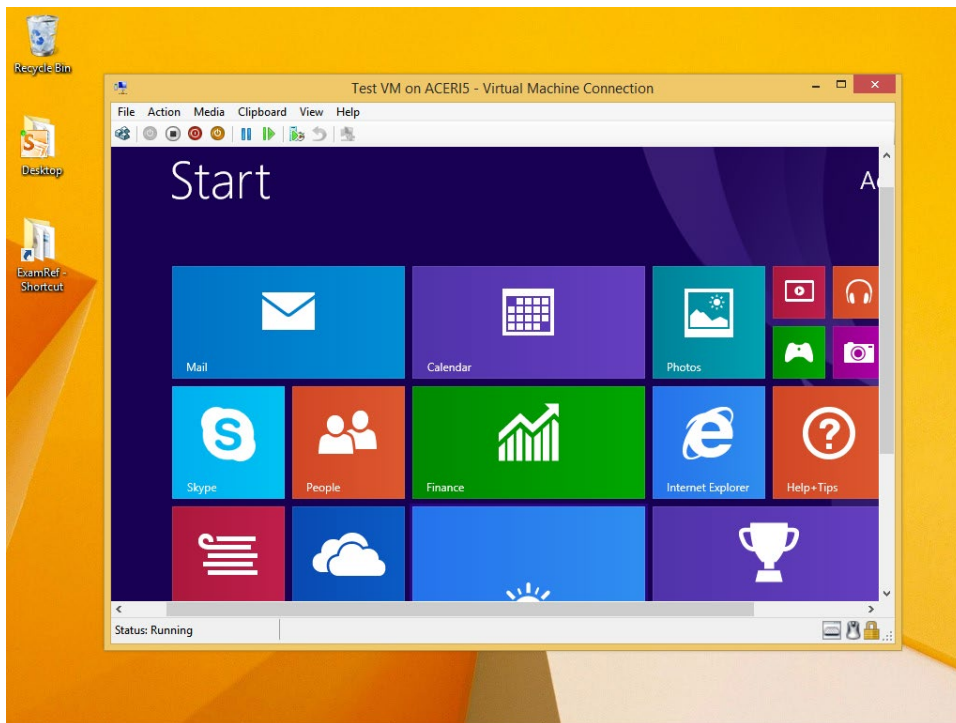 Recycle Bin
Desktop
ExamRef -
Shortcut
Test VM on ACERI5 - Virtual Machine Connection
File Action Media Clipboard View Help
Start
Mail
Calendar
Photos
Skype
People
Finance
Internet Explorer
Help+Tips
Status: Running